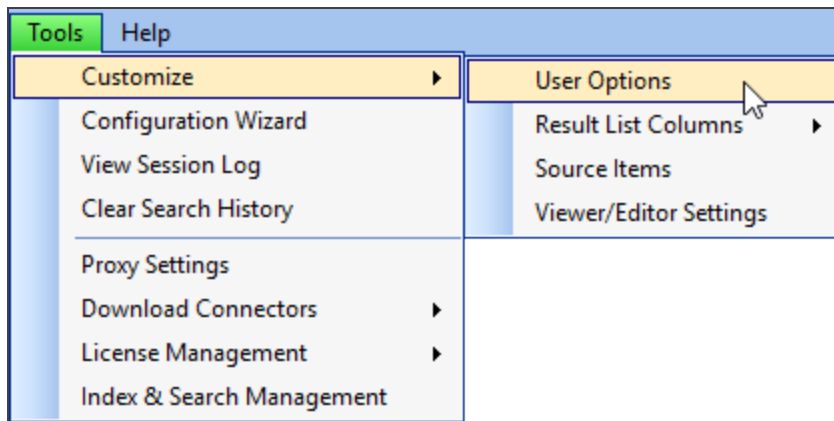 Tools Help
Customize
Configuration Wizard
View Session Log
Clear Search History
Proxy Settings
Download Connectors
License Management
Index & Search Management
User Options
Result List Columns
Source Items
Viewer/Editor Settings